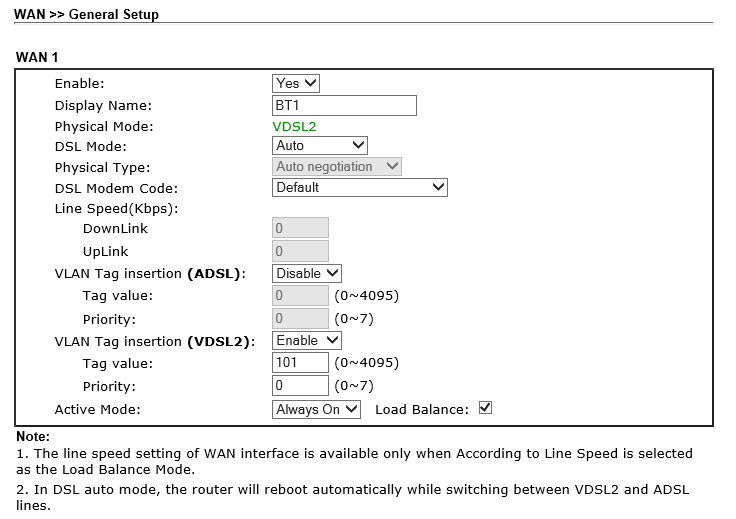 WAN >> General Setup
WAN 1
Enable: Yes
Display Name: BT1
Physical Mode: VDSL2
DSL Mode: Auto
Physical Type: Auto negotiation
DSL Modem Code: Default
Line Speed(Kbps):
DownLink 0
UpLink 0
VLAN Tag insertion (ADSL): Disable
Tag value: 0 (0~4095)
Priority: 0 (0~7)
VLAN Tag insertion (VDSL2): Enable
Tag value: 101 (0~4095)
Priority: 0 (0~7)
Active Mode: Always On Load Balance:
Note:
1. The line speed setting of WAN interface is available only when According to Line Speed is selected
as the Load Balance Mode.
2. In DSL auto mode, the router will reboot automatically while switching between VDSL2 and ADSL
lines.